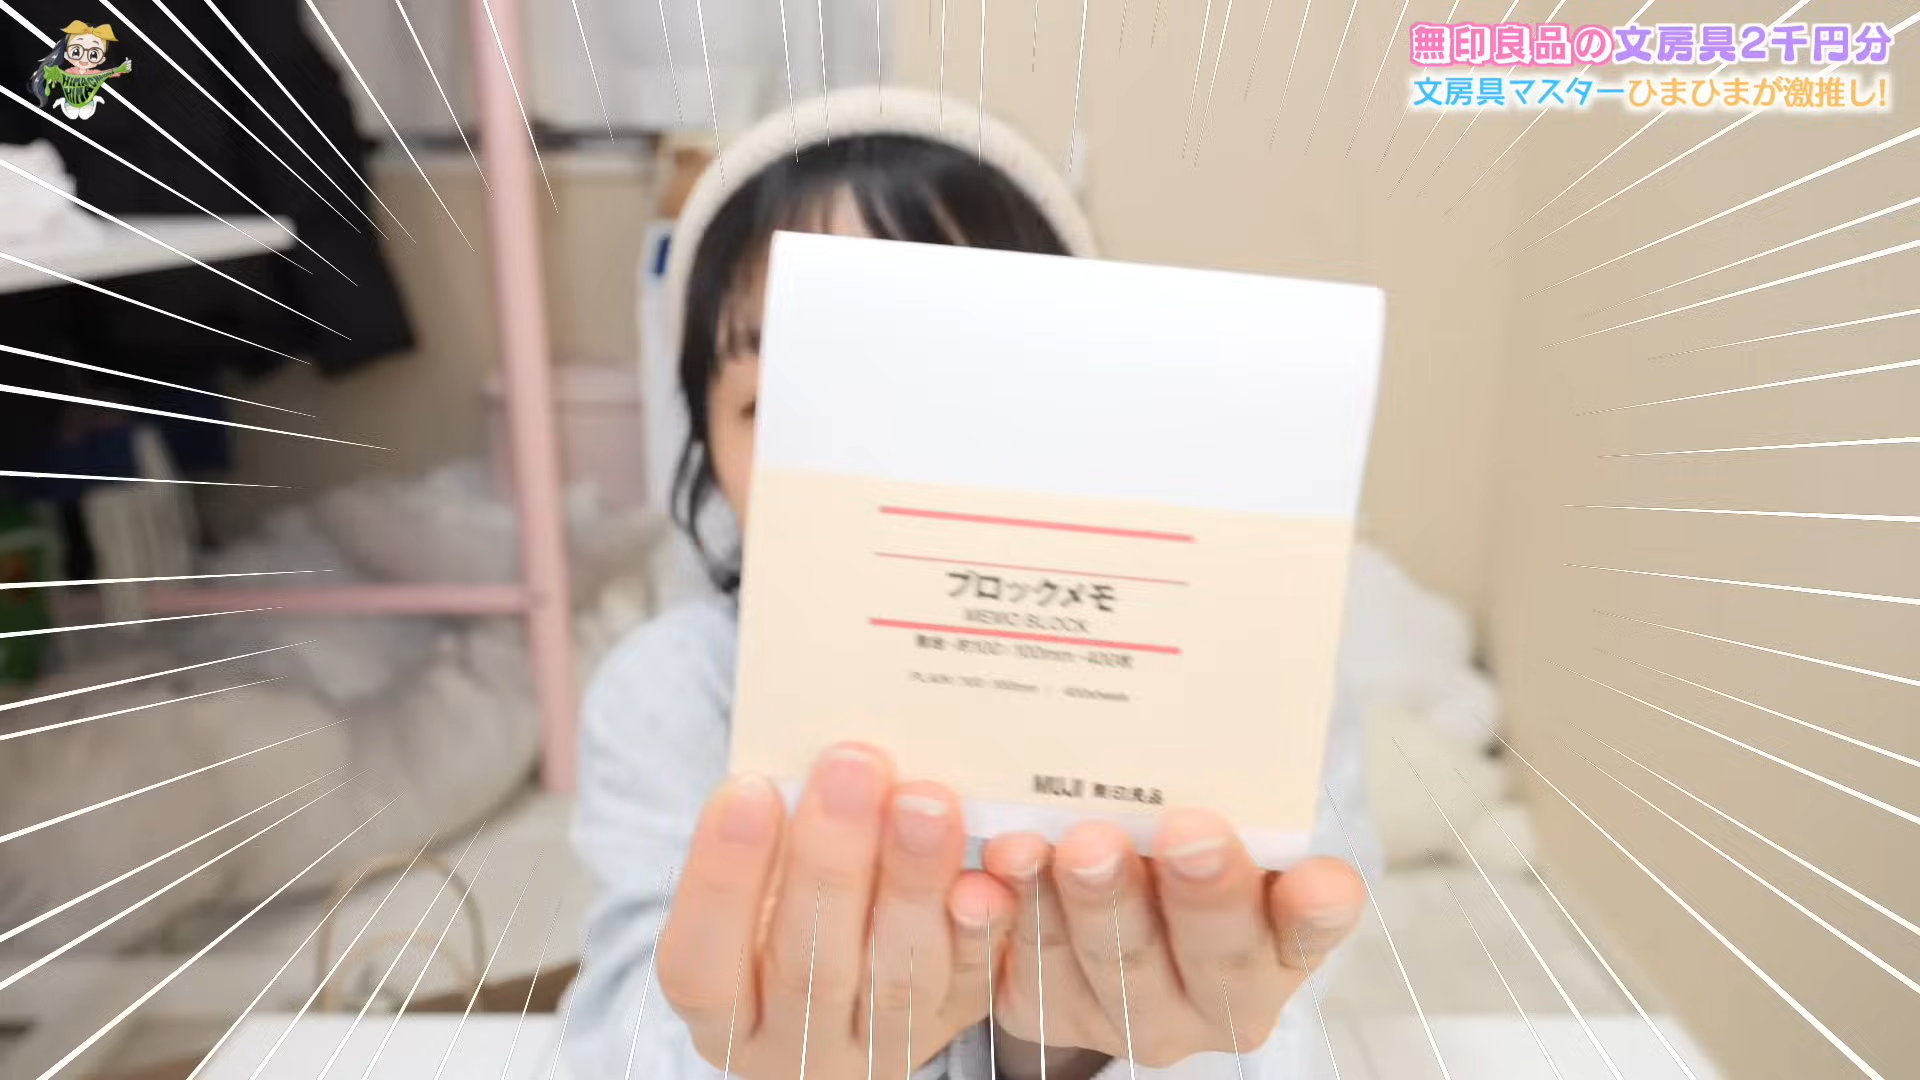 無印良品の文房具2千円分
文房具マスターひまひまが激推し!
ブロックメモ
MEMO BLOCK
MUJI 無印良品